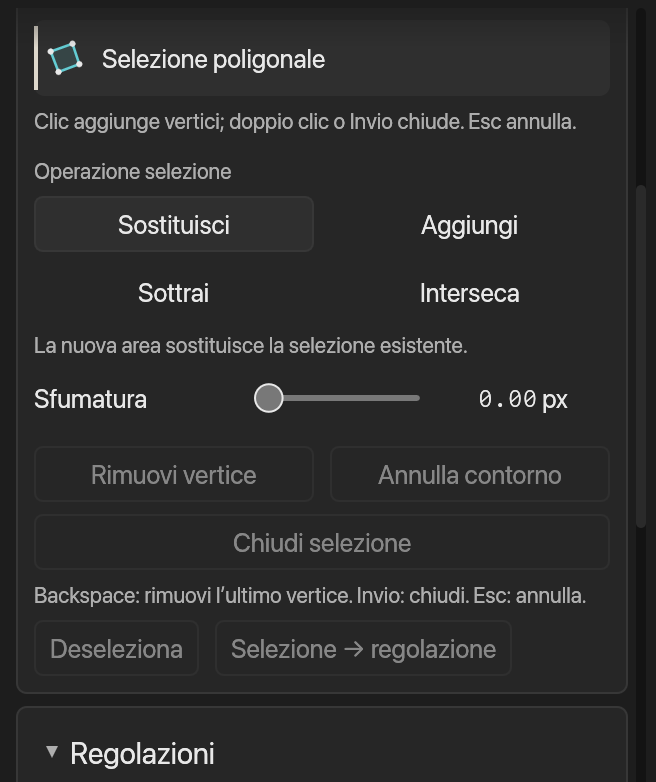 Selezione poligonale
Clic aggiunge vertici; doppio clic o Invio chiude. Esc annulla.
Operazione selezione
Sostituisci Aggiungi
Sottrai Interseca
La nuova area sostituisce la selezione esistente.
Sfumatura 0.00 px
Rimuovi vertice Annulla contorno
Chiudi selezione
Backspace: rimuovi l’ultimo vertice. Invio: chiudi. Esc: annulla.
Deseleziona Selezione → regolazione
▼ Regolazioni